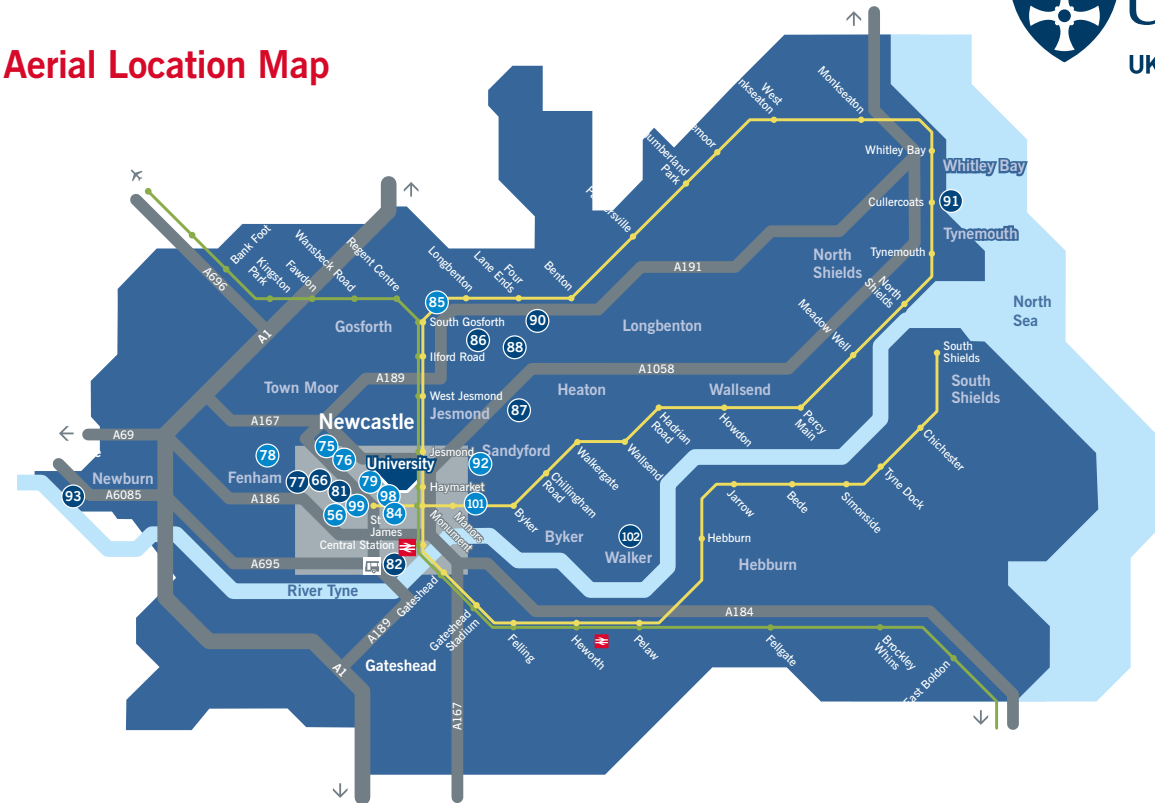 Aerial Location Map
U
UK
Monkseaton
West
Whitley Bay
Whitley Bay
Park
Cullercoats
91
Tynemouth
Tynemouth
North
Shields
North
Shields
North
Sea
Bank Foot
Kingston
Park
Fawdon
Wansbeck Road
Regent Centre
Longbenton
Four
Lane Ends
Benton
A191
A696
A1
Gosforth
85
South Gosforth
90
86
88
Longbenton
Meadow Well
Ilford Road
South
Shields
South
Shields
Town Moor
A189
A1058
Heaton
Wallsend
West Jesmond
Jesmond
87
A167
Newcastle
A69
Percy
Main
Howdon
Hadrian
Road
Chichester
75
76
78
Jesmond
Sandyford
92
University
Wallsend
Walkergate
Newburn
Fenham
77
66
81
79
98
Haymarket
Chillingham
Road
Tyne Dock
93
A6085
A186
56
99
84
101
Simonside
Bede
Jarrow
St
James
Monument
Manors
Byker
Byker
102
Walker
Hebburn
Hebburn
Central Station
A695
82
River Tyne
Gateshead
A184
A189
Gateshead
Stadium
Felling
Heworth
Pelaw
Fellgate
Brockley
Whins
East Boldon
A1
Gateshead
A167